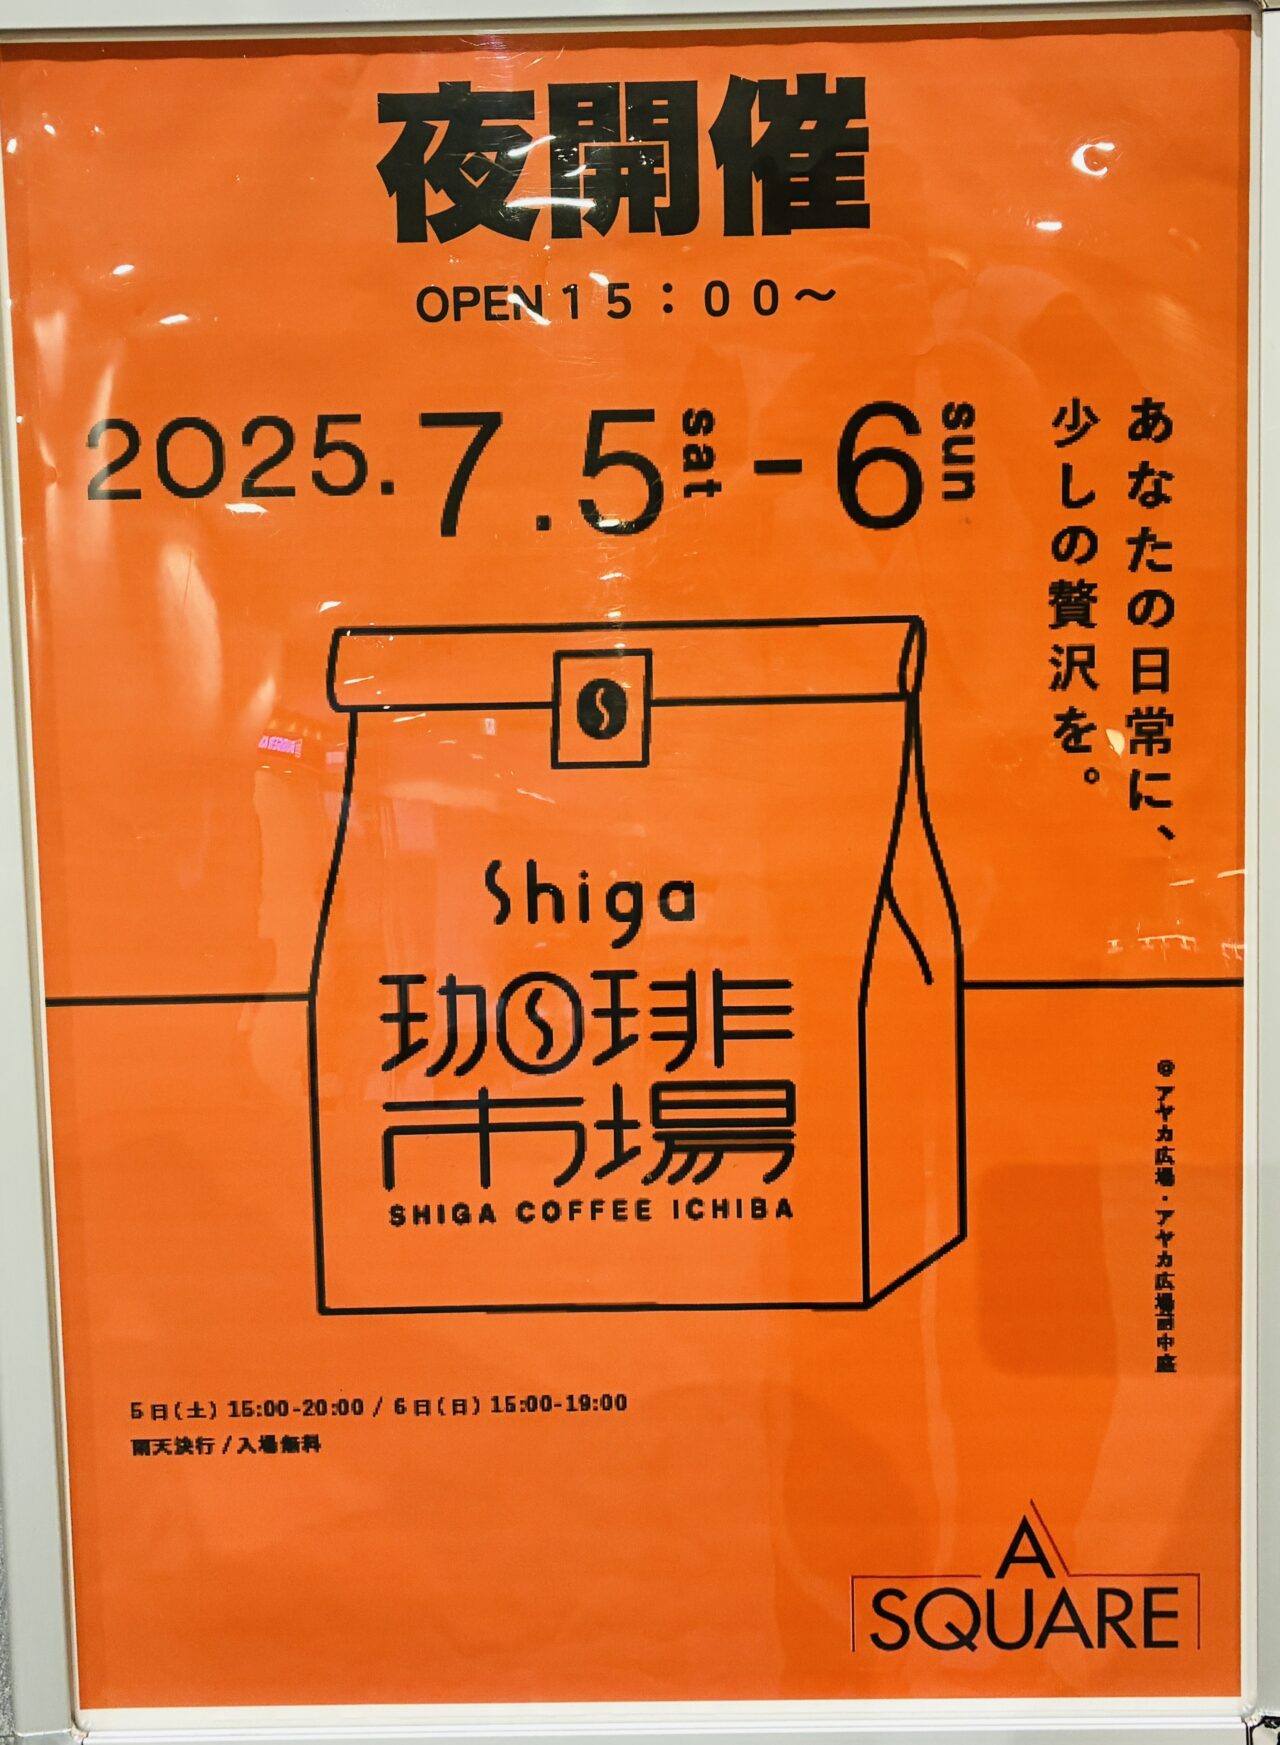 夜開催
OPEN 15:00〜
2025. 7.5 sat - 6 sun
あなたの日常に、
少しの贅沢を。
Shiga
珈琲
市場
SHIGA COFFEE ICHIBA
@アヤカ広場・アヤカ広場前中庭
5日(土) 15:00-20:00 / 6日(日) 15:00-19:00
雨天決行 / 入場無料
A
SQUARE